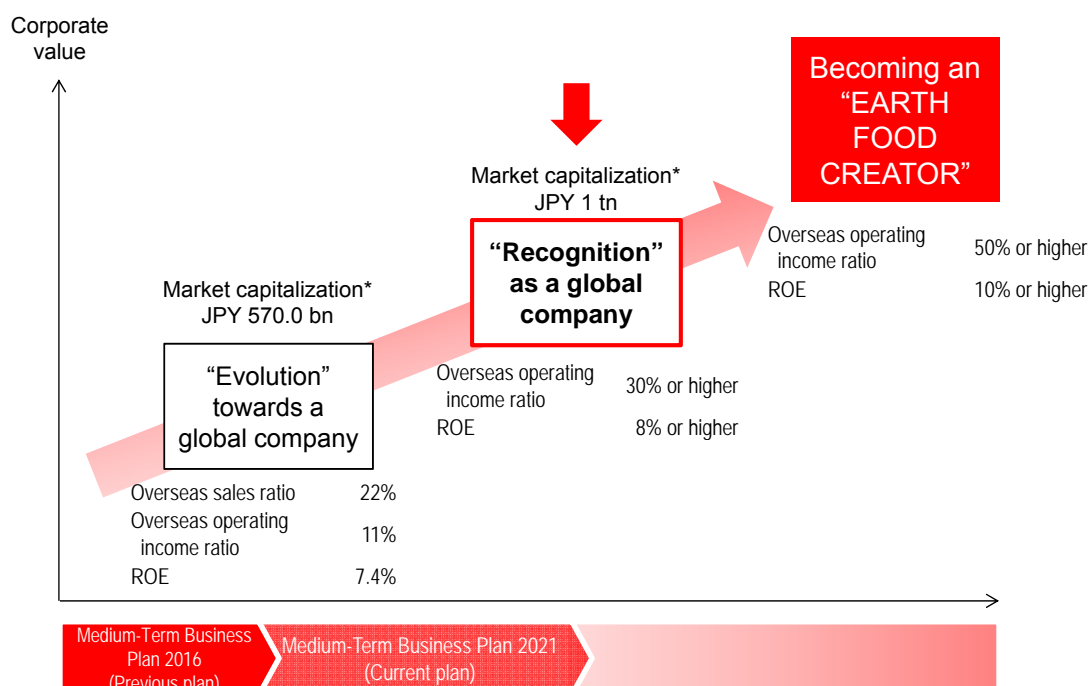 Corporate
value
Becoming an
“EARTH
FOOD
CREATOR”
Market capitalization*
JPY 1 tn
“Recognition”
as a global
company
Overseas operating
income ratio
50% or higher
ROE
10% or higher
Market capitalization*
JPY 570.0 bn
“Evolution”
towards a
global company
Overseas operating
income ratio
30% or higher
ROE
8% or higher
Overseas sales ratio
22%
Overseas operating
income ratio
11%
ROE
7.4%
Medium-Term Business
Plan 2016
(Previous plan)
Medium-Term Business Plan 2021
(Current plan)